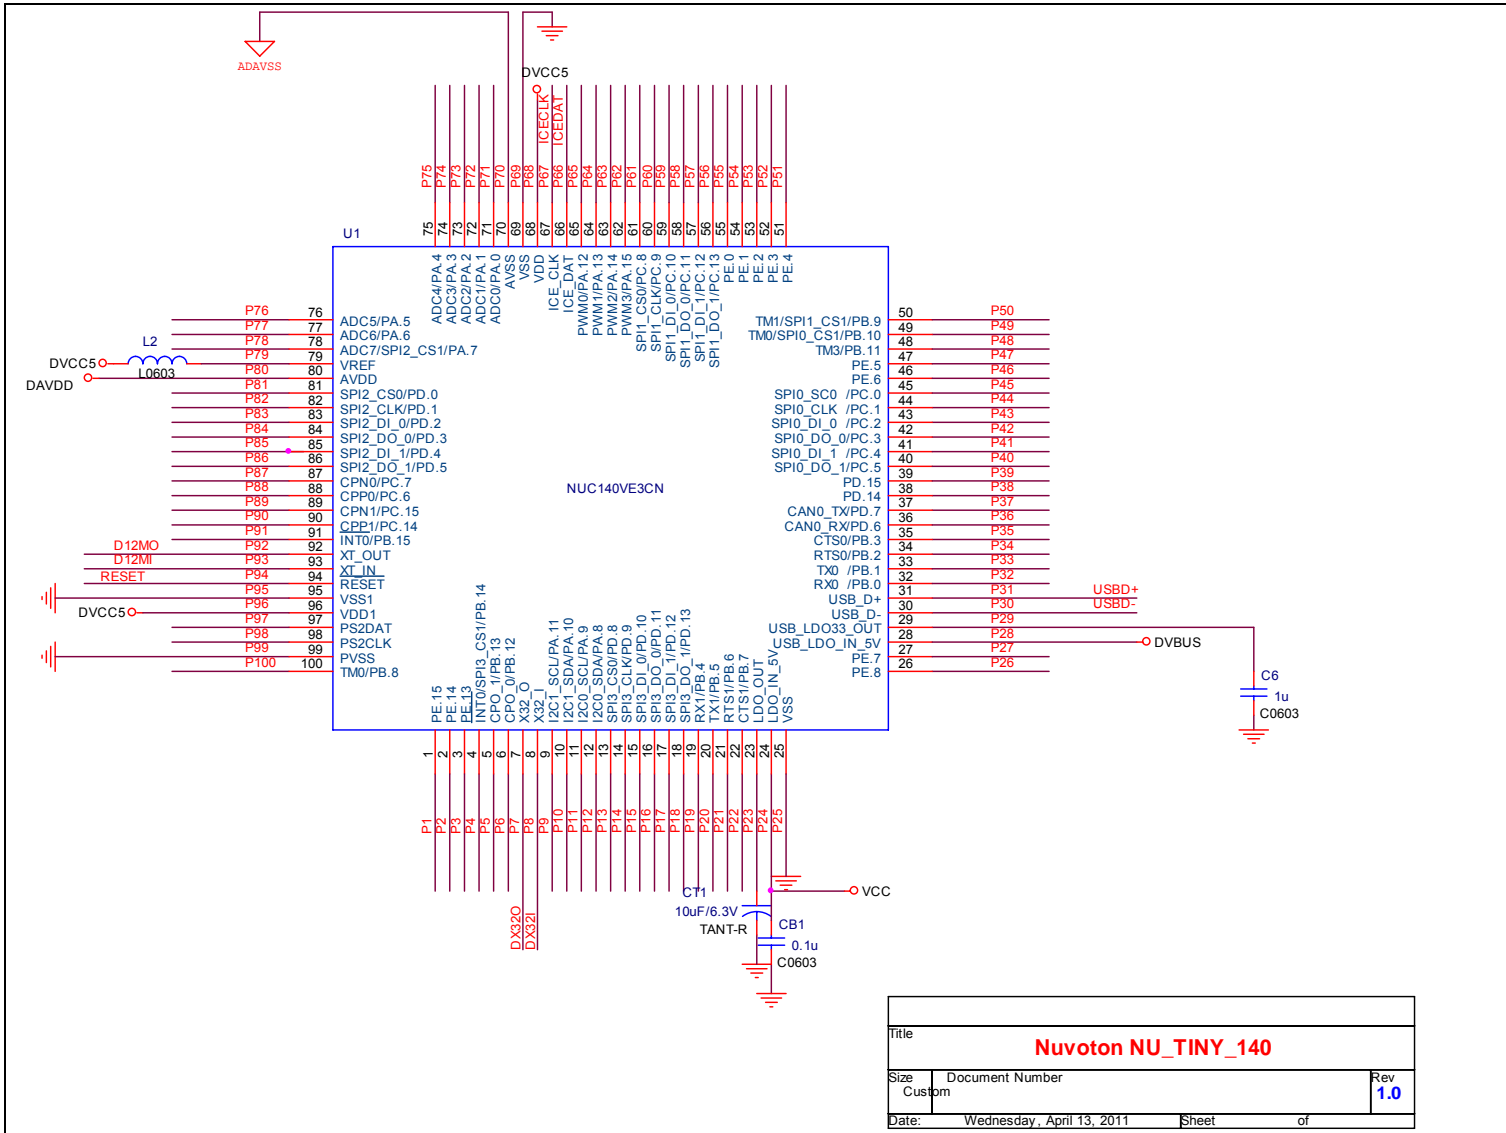 ADAVSS
DVCC5
ICECLK
ICEDAT
P75
P74
P73
P72
P71
P70
P69
P68
P67
P66
P65
P64
P63
P62
P61
P60
P59
P58
P57
P56
P55
P54
P53
P52
P51
U1
75
74
73
72
71
70
69
68
67
66
65
64
63
62
61
60
59
58
57
56
55
54
53
52
51
ADC4/PA.4
ADC3/PA.3
ADC2/PA.2
ADC1/PA.1
ADC0/PA.0
AVSS
VSS
VDD
ICE_CLK
ICE_DAT
PWM0/PA.12
PWM1/PA.13
PWM2/PA.14
PWM3/PA.15
SPI1_CS0/PC.8
SPI1_CLK/PC.9
SPI1_DI_0/PC.10
SPI1_DO_0/PC.11
SPI1_DI_1/PC.12
SPI1_DO_1/PC.13
PE.0
PE.1
PE.2
PE.3
PE.4
P76 76 ADC5/PA.5
P77 77 ADC6/PA.6
P78 78 ADC7/SPI2_CS1/PA.7
L2
DVCC5 P79 79 VREF
L0603
DAVDD P80 80 AVDD
P81 81 SPI2_CS0/PD.0
P82 82 SPI2_CLK/PD.1
P83 83 SPI2_DI_0/PD.2
P84 84 SPI2_DO_0/PD.3
P85 85 SPI2_DI_1/PD.4
P86 86 SPI2_DO_1/PD.5
P87 87 CPN0/PC.7
P88 88 CPP0/PC.6
P89 89 CPN1/PC.15
P90 90 CPP1/PC.14
P91 91 INT0/PB.15
D12MO P92 92 XT_OUT
D12MI P93 93 XT_IN
RESET P94 94 RESET
P95 95 VSS1
DVCC5 P96 96 VDD1
P97 97 PS2DAT
P98 98 PS2CLK
P99 99 PVSS
P100 100 TM0/PB.8
NUC140VE3CN
TM1/SPI1_CS1/PB.9 50 P50
TM0/SPI0_CS1/PB.10 49 P49
TM3/PB.11 48 P48
PE.5 47 P47
PE.6 46 P46
SPI0_SC0 /PC.0 45 P45
SPI0_CLK /PC.1 44 P44
SPI0_DI_0 /PC.2 43 P43
SPI0_DO_0/PC.3 42 P42
SPI0_DI_1 /PC.4 41 P41
SPI0_DO_1/PC.5 40 P40
PD.15 39 P39
PD.14 38 P38
CAN0_TX/PD.7 37 P37
CAN0_RX/PD.6 36 P36
CTS0/PB.3 35 P35
RTS0/PB.2 34 P34
TX0 /PB.1 33 P33
RX0 /PB.0 32 P32
USB_D+ 31 P31 USBD+
USB_D- 30 P30 USBD-
USB_LDO33_OUT 29 P29
USB_LDO_IN_5V 28 P28 DVBUS
PE.7 27 P27
PE.8 26 P26
C6
1u
C0603
PE.15
PE.14
PE.13
INT0/SPI3_CS1/PB.14
CPO_1/PB.13
CPO_0/PB.12
X32_O
X32_I
I2C1_SCL/PA.11
I2C1_SDA/PA.10
I2C0_SCL/PA.9
I2C0_SDA/PA.8
SPI3_CS0/PD.8
SPI3_CLK/PD.9
SPI3_DI_0/PD.10
SPI3_DO_0/PD.11
SPI3_DI_1/PD.12
SPI3_DO_1/PD.13
RX1/PB.4
TX1/PB.5
RTS1/PB.6
CTS1/PB.7
LDO_OUT
LDO_IN_5V
VSS
1
2
3
4
5
6
7
8
9
10
11
12
13
14
15
16
17
18
19
20
21
22
23
24
25
P1
P2
P3
P4
P5
P6
P7
P8
P9
P10
P11
P12
P13
P14
P15
P16
P17
P18
P19
P20
P21
P22
P23
P24
P25
DX32O
DX32I
VCC
CT1
10uF/6.3V
TANT-R
CB1
0.1u
C0603
Title
Nuvoton NU_TINY_140
Size Document Number Rev
Custom 1.0
Date: Wednesday, April 13, 2011 Sheet of